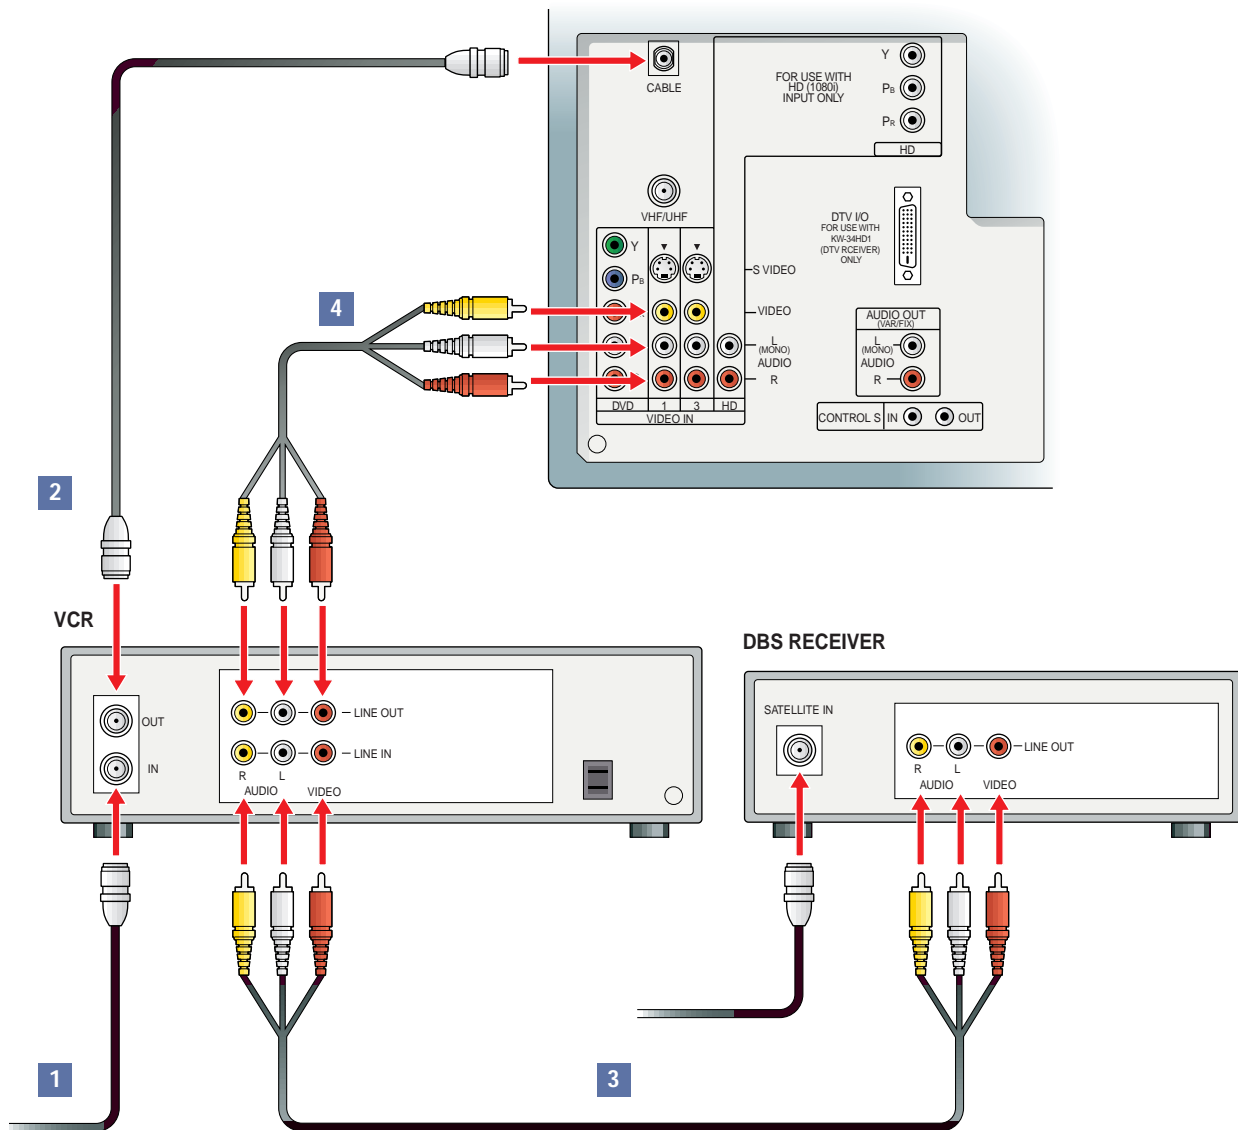 CABLE
FOR USE WITH
HD (1080i)
INPUT ONLY
Y
PB
PR
HD
VHF/UHF
DTV I/O
FOR USE WITH
KW-34HD1
(DTV RCEIVER)
ONLY
Y
PB
S VIDEO
VIDEO
L
(MONO)
AUDIO
R
DVD
1
3
HD
VIDEO IN
AUDIO OUT
(VAR/FIX)
L
(MONO)
AUDIO
R
CONTROL S
IN
OUT
4
2
VCR
OUT
IN
LINE OUT
LINE IN
R
L
AUDIO
VIDEO
DBS RECEIVER
SATELLITE IN
LINE OUT
R
L
AUDIO
VIDEO
1
3